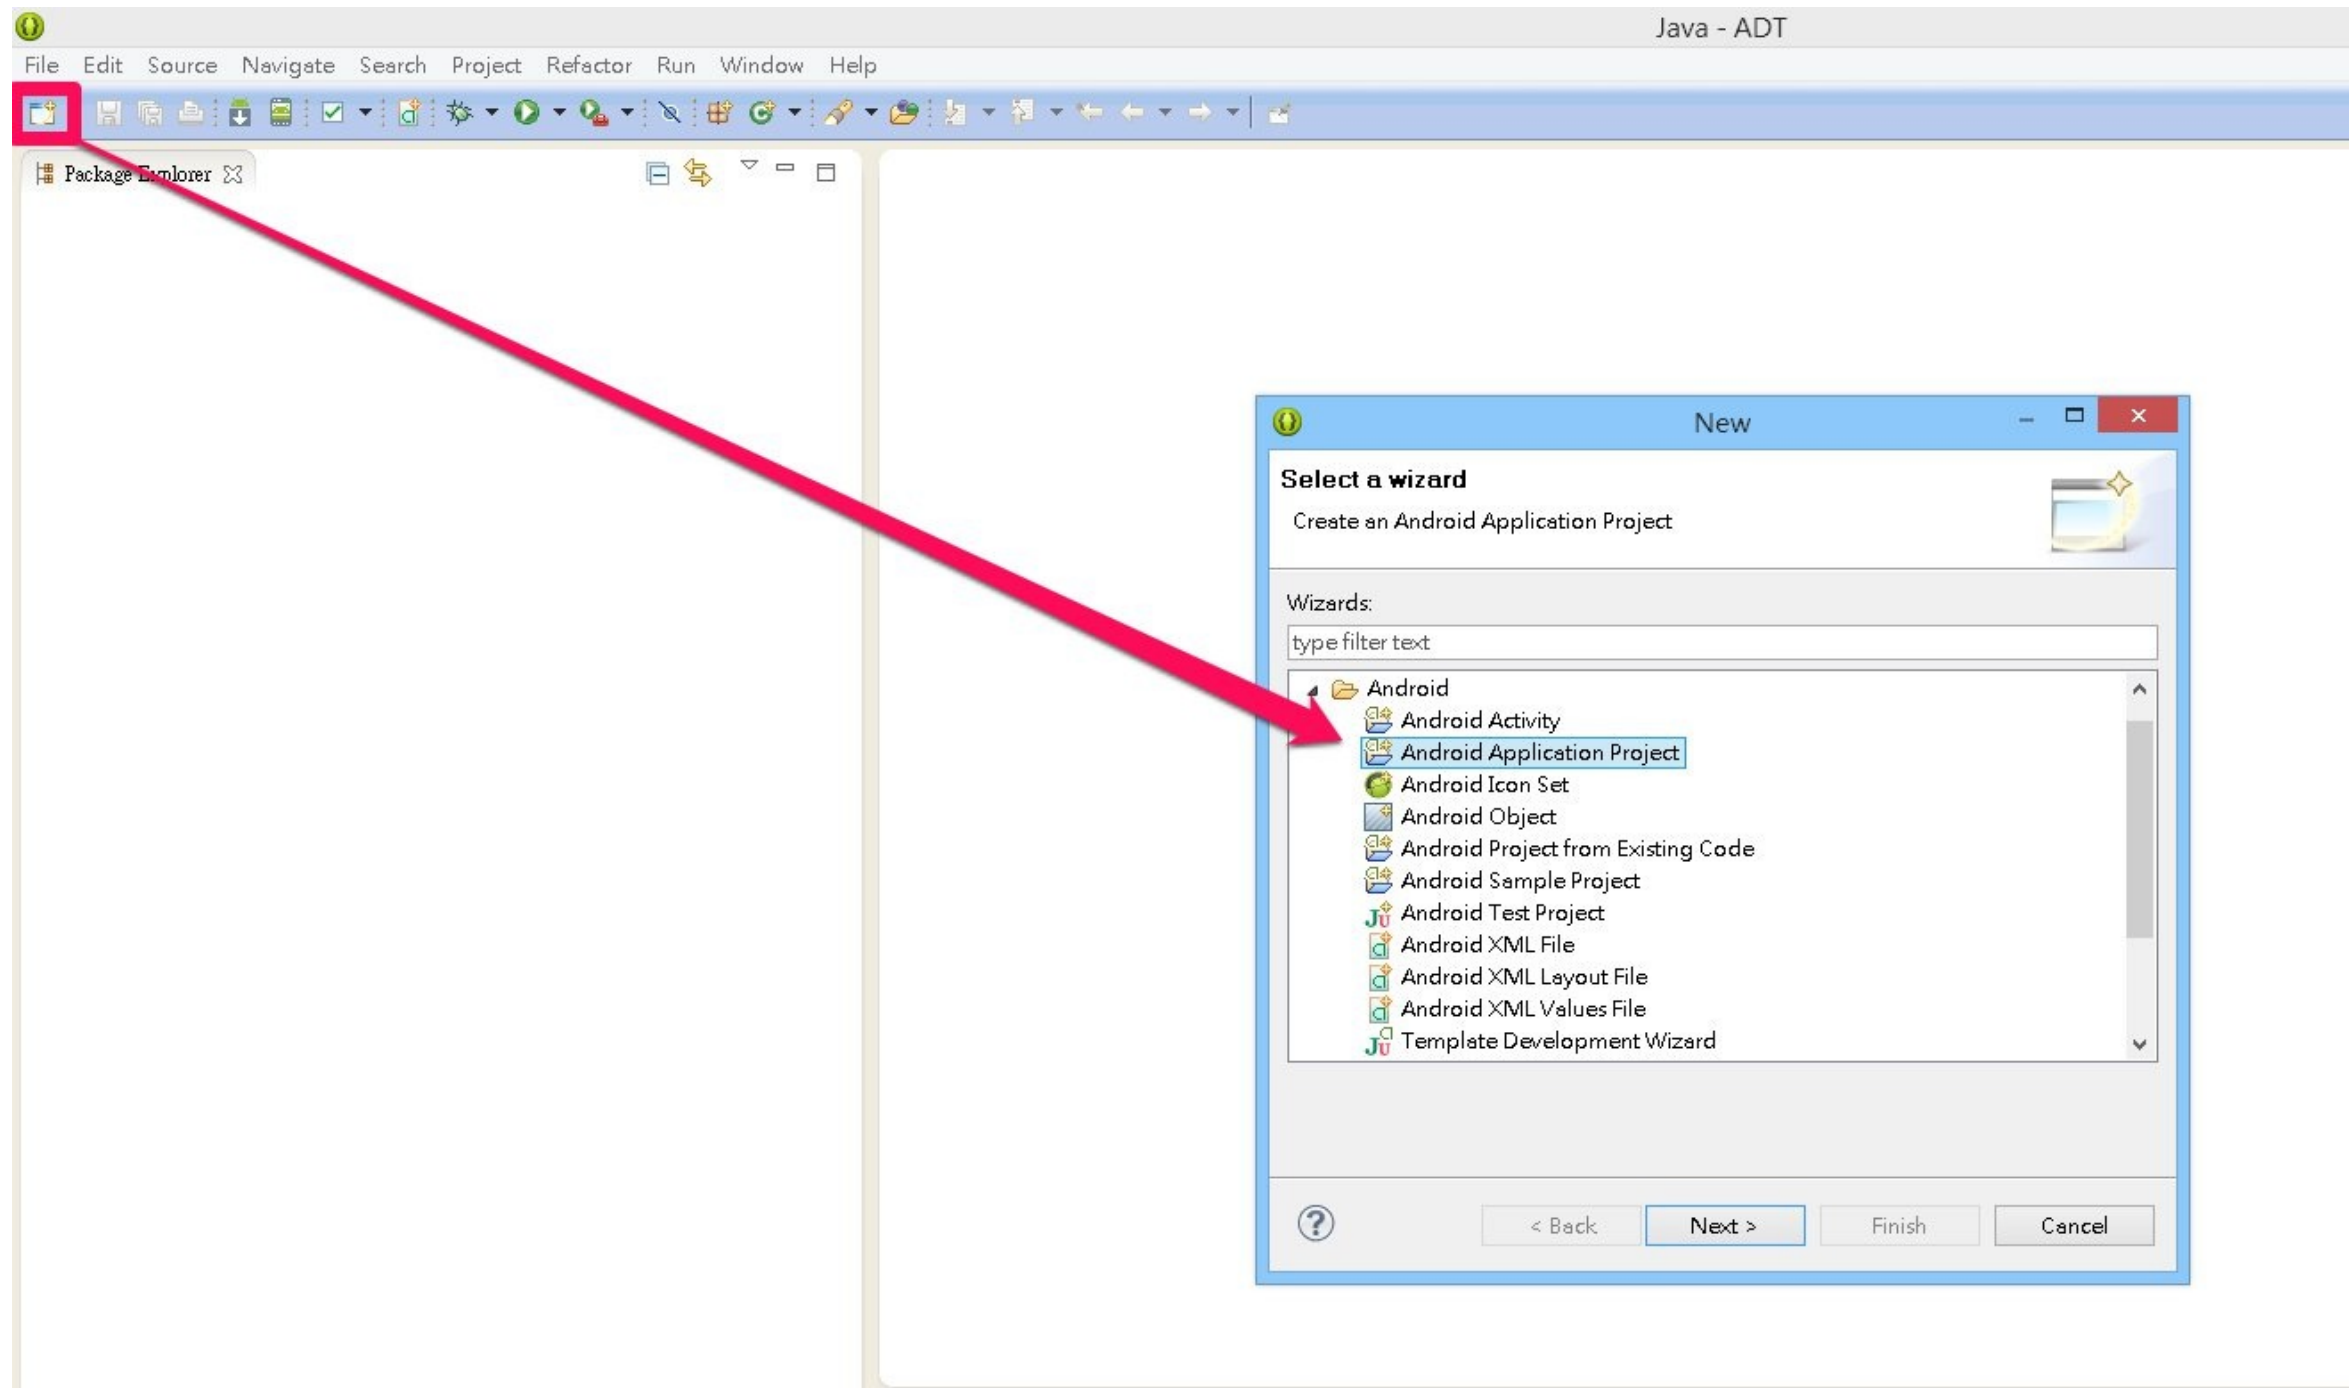 Java - ADT
File Edit Source Navigate Search Project Refactor Run Window Help
Package Explorer
New
Select a wizard
Create an Android Application Project
Wizards:
type filter text
Android
Android Activity
Android Application Project
Android Icon Set
Android Object
Android Project from Existing Code
Android Sample Project
Android Test Project
Android XML File
Android XML Layout File
Android XML Values File
Template Development Wizard
< Back Next > Finish Cancel